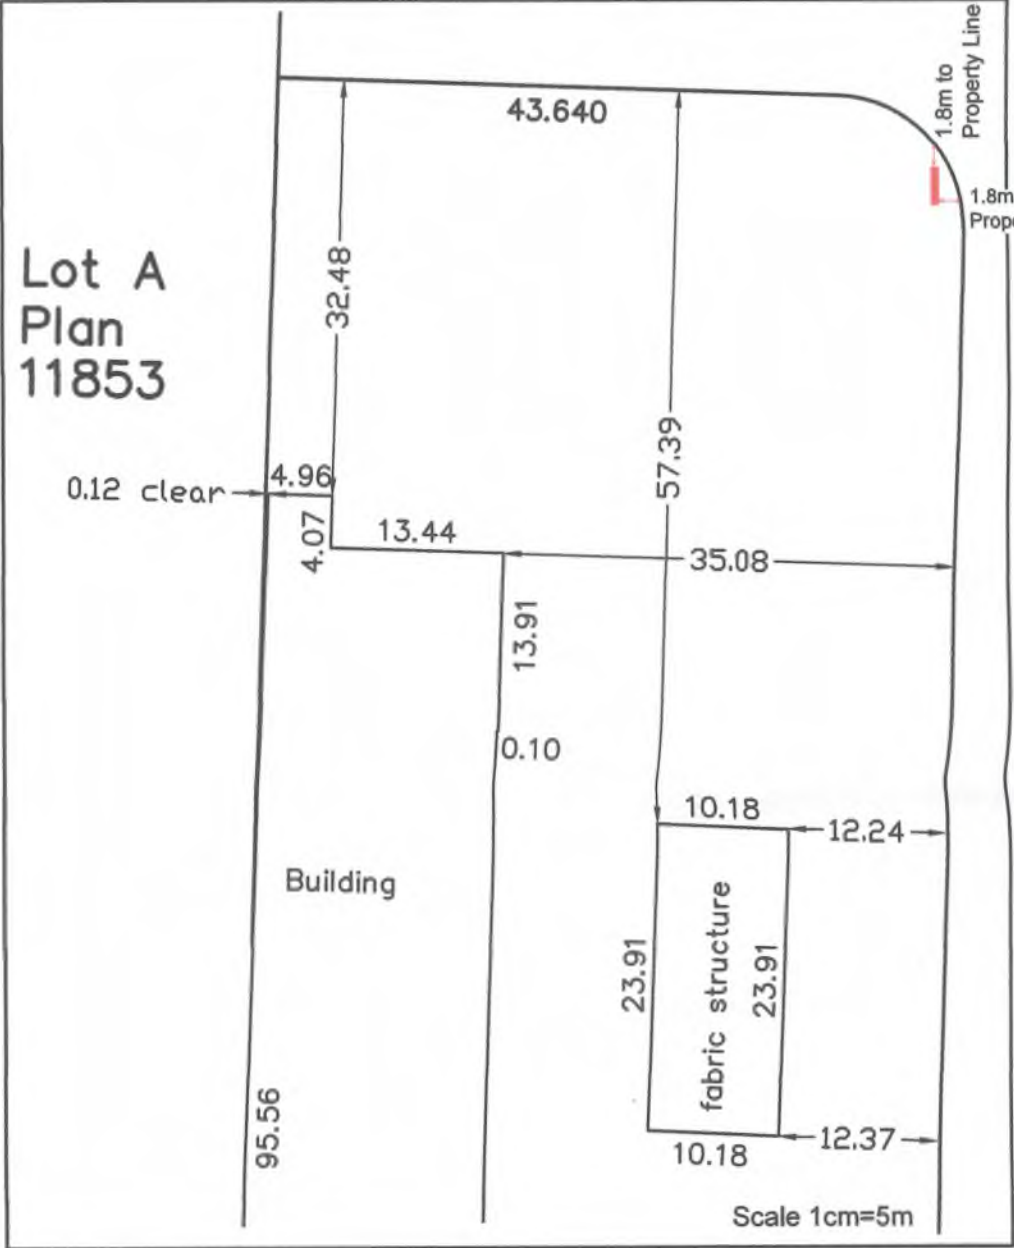 1.8m to
Property Line
43.640
1.8m
Prope
32.48
Lot A
Plan
11853
57.39
4.96
0.12 clear
4.07
13.44
35.08
13.91
0.10
10.18
12.24
Building
fabric structure
23.91
23.91
95.56
12.37
10.18
Scale 1cm=5m